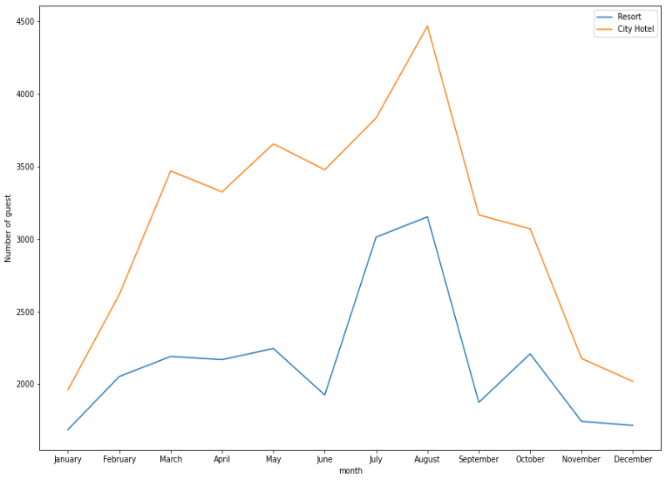 Resort
City Hotel
4500
4000
3500
3000
2500
2000
Number of guest
January February March April May June July August September October November December
month